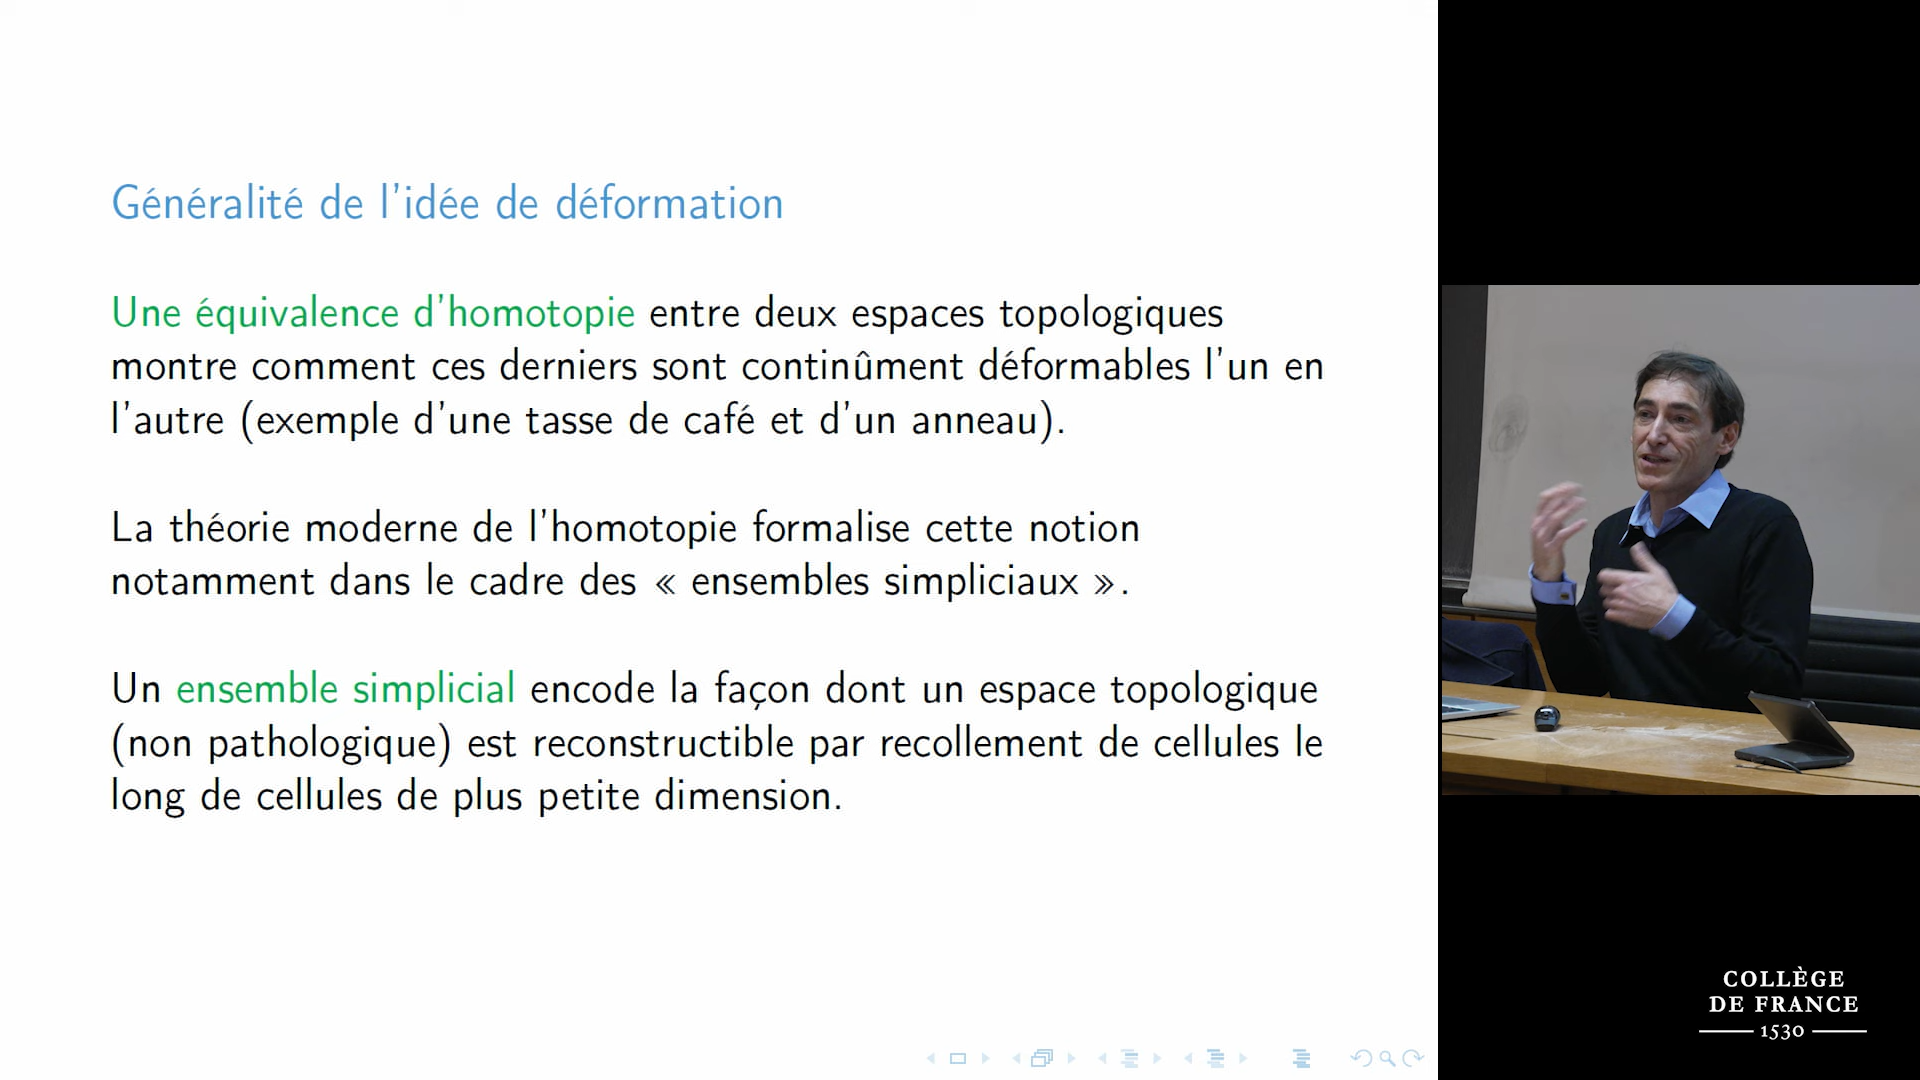 Généralité de l'idée de déformation
Une équivalence d'homotopie entre deux espaces topologiques
montre comment ces derniers sont continûment déformables l'un en
l'autre (exemple d'une tasse de café et d'un anneau).
La théorie moderne de l'homotopie formalise cette notion
notamment dans le cadre des « ensembles simpliciaux ».
Un ensemble simplicial encode la façon dont un espace topologique
(non pathologique) est reconstructible par recollement de cellules le
long de cellules de plus petite dimension.
COLLÈGE
DE FRANCE
1530